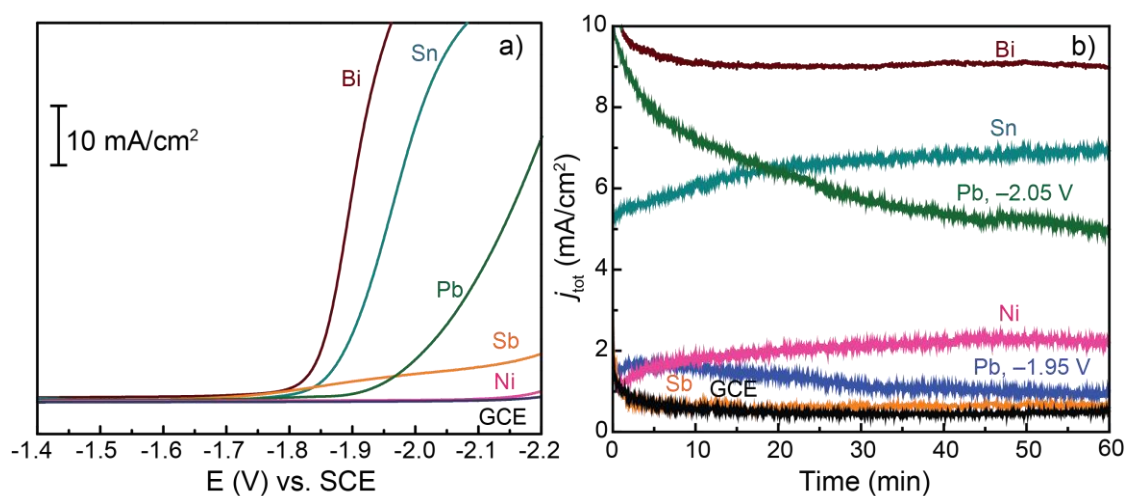 a)
Bi
Sn
10 mA/cm²
Pb
Sb
Ni
GCE
-1.4 -1.5 -1.6 -1.7 -1.8 -1.9 -2.0 -2.1 -2.2
E (V) vs. SCE
b)
10
8
6
4
2
0
j_tot (mA/cm²)
Bi
Sn
Pb, –2.05 V
Ni
Pb, –1.95 V
Sb
GCE
0 10 20 30 40 50 60
Time (min)